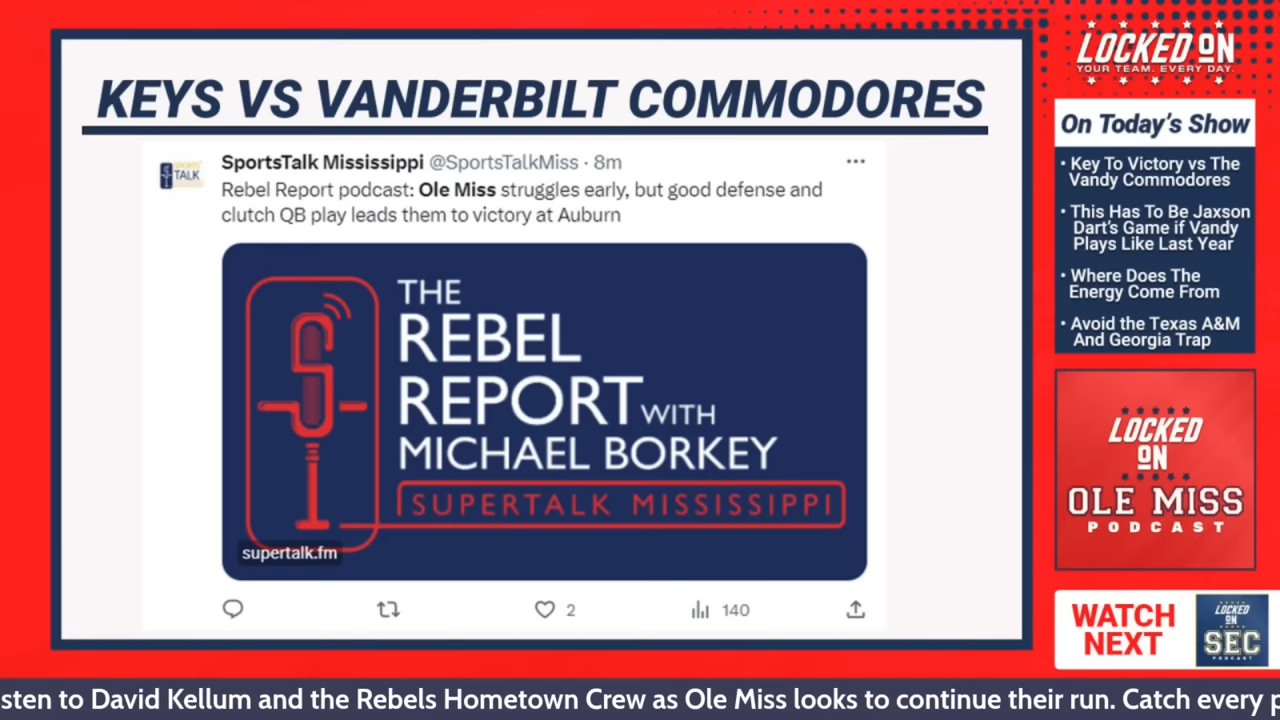 KEYS VS VANDERBILT COMMODORES
SportsTalk Mississippi @SportsTalkMiss · 8m
Rebel Report podcast: Ole Miss struggles early, but good defense and
clutch QB play leads them to victory at Auburn
THE
REBEL
REPORT WITH
MICHAEL BORKEY
SUPERTALK MISSISSIPPI
supertalk.fm
2
140
TALK
LOCKED ON
YOUR TEAM. EVERY DAY.
On Today's Show
• Key To Victory vs The
Vandy Commodores
• This Has To Be Jaxson
Dart's Game if Vandy
Plays Like Last Year
• Where Does The
Energy Come From
• Avoid the Texas A&M
And Georgia Trap
LOCKED
ON
OLE MISS
PODCAST
WATCH
NEXT
LOCKED
ON
SEC
PODCAST
sten to David Kellum and the Rebels Hometown Crew as Ole Miss looks to continue their run. Catch every p